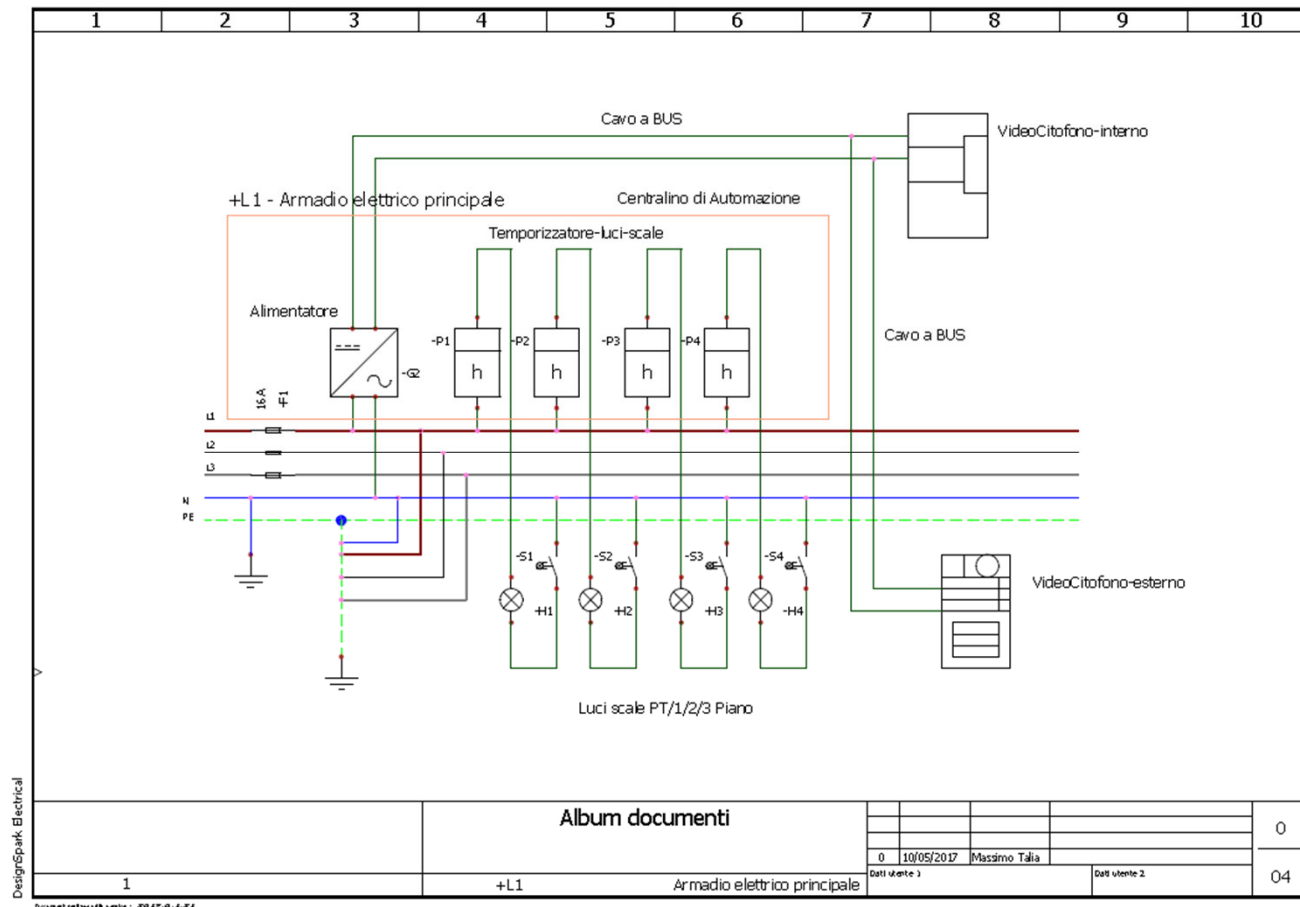 1 2 3 4 5 6 7 8 9 10
Cavo a BUS
VideoCitofono-interno
+L1 - Armadio elettrico principale
Centralino di Automazione
Temporizzatore-luci-scale
Alimentatore
Cavo a BUS
-P1
-P2
-P3
-P4
h
h
h
h
-G2
16A
-F1
L1
L2
L3
N
PE
-S1
-S2
-S3
-S4
+H1
+H2
+H3
-H4
VideoCitofono-esterno
Luci scale PT/1/2/3 Piano
DesignSpark Electrical
Album documenti
0
0 10/05/2017 Massimo Talia
1
+L1 Armadio elettrico principale
Dati utente 1
Dati utente 2
04